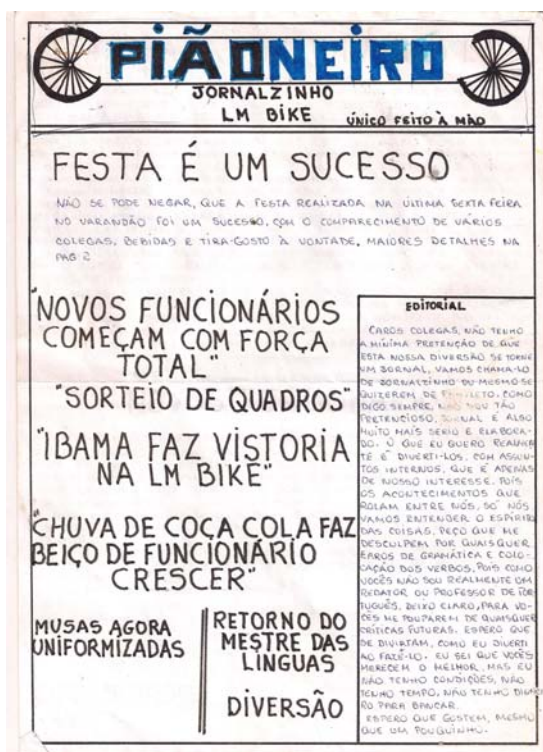 PIÃONEIRO
JORNALZINHO
LM BIKE
ÚNICO FEITO À MÃO
FESTA É UM SUCESSO
NÃO SE PODE NEGAR, QUE A FESTA REALIZADA NA ÚLTIMA SEXTA FEIRA
NO VARANDÃO FOI UM SUCESSO, COM O COMPARECIMENTO DE VÁRIOS
COLEGAS, BEBIDAS E TIRA-GOSTO À VONTADE, MAIORES DETALHES NA
PAG 2
"NOVOS FUNCIONÁRIOS
COMEÇAM COM FORÇA
TOTAL"
"SORTEIO DE QUADROS"
"IBAMA FAZ VISTORIA
NA LM BIKE"
"CHUVA DE COCA COLA FAZ
BEIÇO DE FUNCIONÁRIO
CRESCER"
MUSAS AGORA
UNIFORMIZADAS
RETORNO DO
MESTRE DAS
LÍNGUAS
DIVERSÃO
EDITORIAL
CAROS COLEGAS, NÃO TENHO
A MÍNIMA PRETENÇÃO DE QUE
ESTA NOSSA DIVERSÃO SE TORNE
UM JORNAL, VAMOS CHAMA-LO
DE JORNALZINHO OU MESMO SE
QUIZEREM DE PANFLETO. COMO
DIGO SEMPRE, NÃO SOU TÃO
PRETENCIOSO, JORNAL É ALGO
MUITO MAIS SERIO E ELABORA-
DO. O QUE EU QUERO REALMEN
TE É DIVERTI-LOS, COM ASSUN-
TOS INTERNOS, QUE É APENAS
DE NOSSO INTERESSE. POIS
OS ACONTECIMENTOS QUE
ROLAM ENTRE NÓS, SÓ NÓS
VAMOS ENTENDER O ESPÍRITO
DAS COISAS, PEÇO QUE ME
DESCULPEM POR QUAISQUER
EAROS DE GRAMÁTICA E COLO-
CAÇÃO DOS VERBOS, POIS COMO
VOCÊS NÃO SOU REALMENTE UM
REDATOR OU PROFESSOR DE POR
TUGUÊS. DEIXO CLARO, PARA VO-
CÊS ME POUPAREM DE QUAISQUER
CRÍTICAS FUTURAS. ESPERO QUE
SE DIVIRTAM, COMO EU DIVERTI
AO FAZÊ-LO. EU SEI QUE VOCÊS
MERECEM O MELHOR, MAS EU
NÃO TENHO CONDIÇÕES, NÃO
TENHO TEMPO, NÃO TENHO DINHEI
RO PARA BANCAR.
ESPERO QUE GOSTEM, MESMO
QUE UM POUQUINHO.